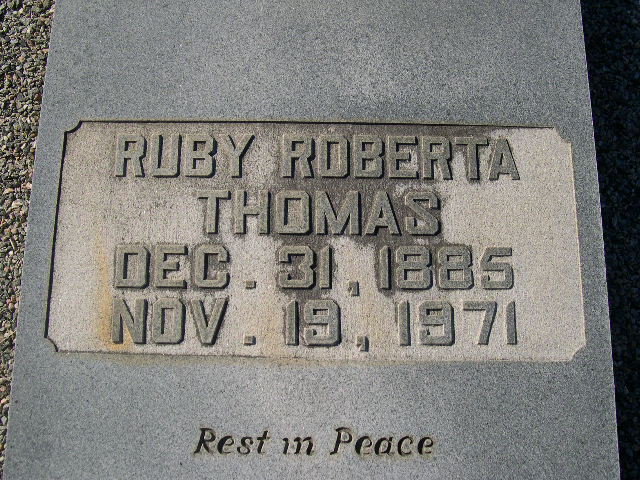 RUBY ROBERTA
THOMAS
DEC. 31, 1885
NOV. 19, 1971
Rest in Peace